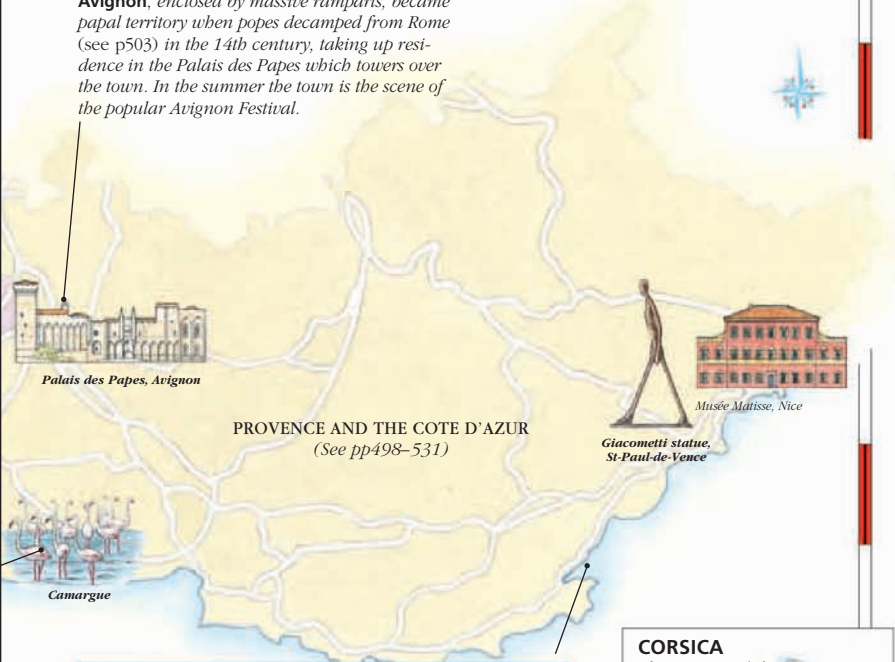 Avignon, enclosed by massive ramparts, became
papal territory when popes decamped from Rome
(see p503) in the 14th century, taking up resi-
dence in the Palais des Papes which towers over
the town. In the summer the town is the scene of
the popular Avignon Festival.
Palais des Papes, Avignon
Musée Matisse, Nice
PROVENCE AND THE COTE D'AZUR
(See pp498–531)
Giacometti statue,
St-Paul-de-Vence
Camargue
CORSICA